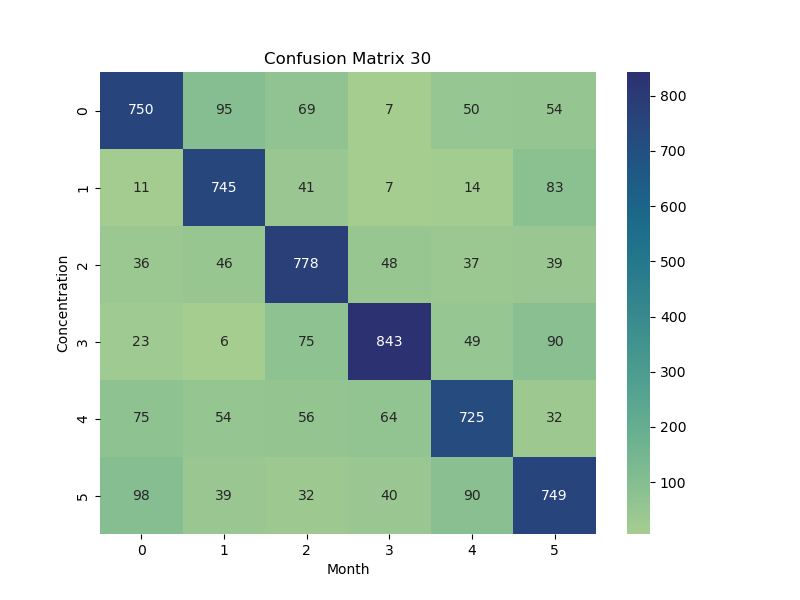 Confusion Matrix 30
0 750 95 69 7 50 54
1 11 745 41 7 14 83
2 36 46 778 48 37 39
3 23 6 75 843 49 90
4 75 54 56 64 725 32
5 98 39 32 40 90 749
0 1 2 3 4 5
Month
Concentration
800
700
600
500
400
300
200
100